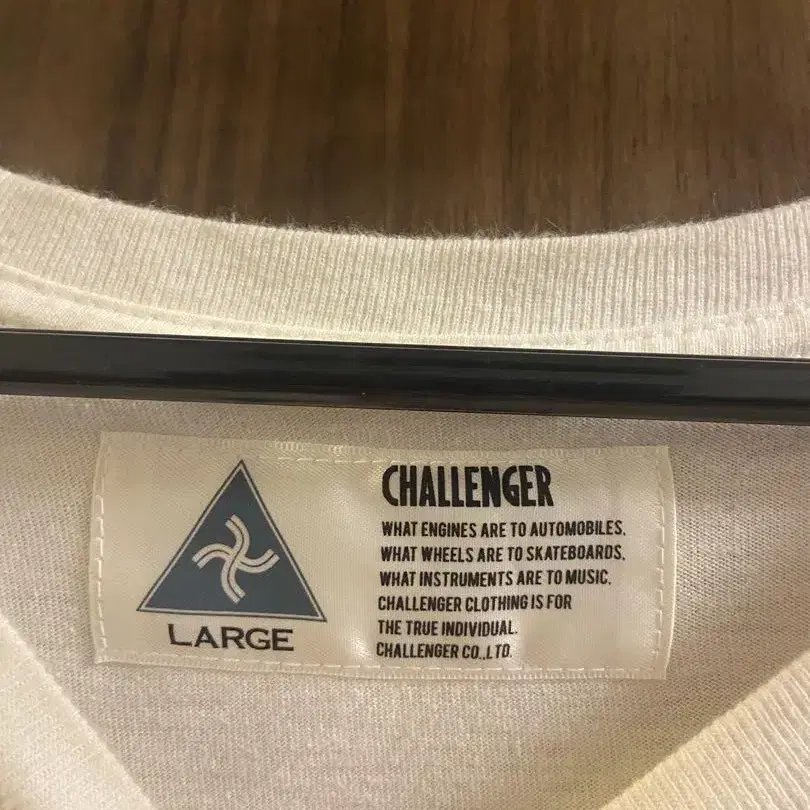 LARGE
CHALLENGER
WHAT ENGINES ARE TO AUTOMOBILES.
WHAT WHEELS ARE TO SKATEBOARDS.
WHAT INSTRUMENTS ARE TO MUSIC.
CHALLENGER CLOTHING IS FOR
THE TRUE INDIVIDUAL.
CHALLENGER CO.,LTD.